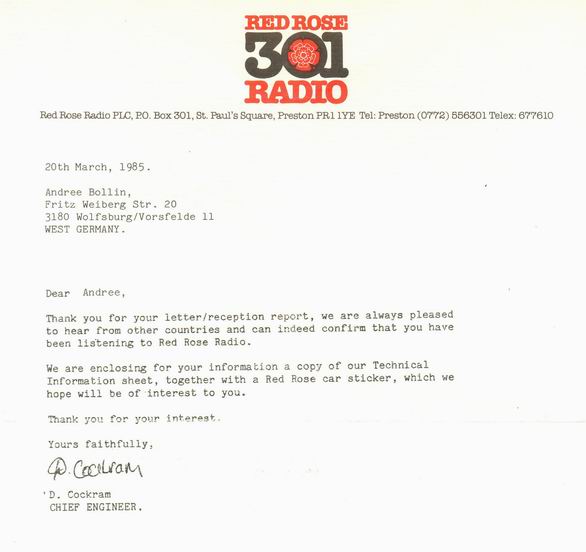 RED ROSE
301
RADIO
Red Rose Radio PLC, P.O. Box 301, St. Paul's Square, Preston PR1 1YE Tel: Preston (0772) 556301 Telex: 677610
20th March, 1985.
Andree Bollin,
Fritz Weiberg Str. 20
3180 Wolfsburg/Vorsfelde 11
WEST GERMANY.
Dear Andree,
Thank you for your letter/reception report, we are always pleased
to hear from other countries and can indeed confirm that you have
been listening to Red Rose Radio.
We are enclosing for your information a copy of our Technical
Information sheet, together with a Red Rose car sticker, which we
hope will be of interest to you.
Thank you for your interest.
Yours faithfully,
D. Cockram
D. Cockram
CHIEF ENGINEER.